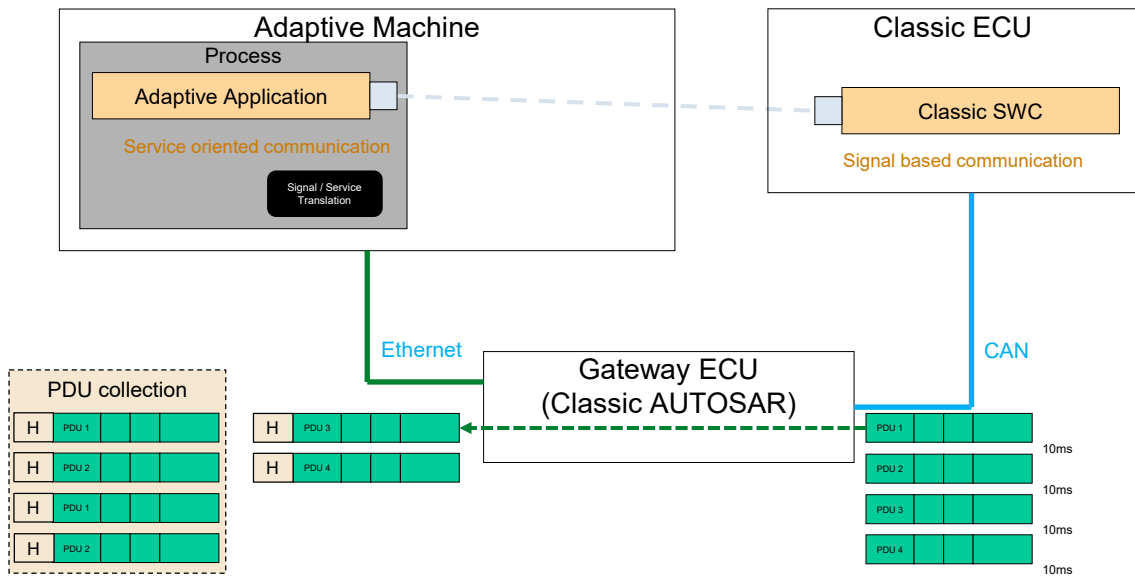 Adaptive Machine
Process
Adaptive Application
Service oriented communication
Signal / Service
Translation
Classic ECU
Classic SWC
Signal based communication
Ethernet
CAN
Gateway ECU
(Classic AUTOSAR)
PDU collection
H PDU 1
H PDU 2
H PDU 1
H PDU 2
H PDU 3
H PDU 4
PDU 1
10ms
PDU 2
10ms
PDU 3
10ms
PDU 4
10ms